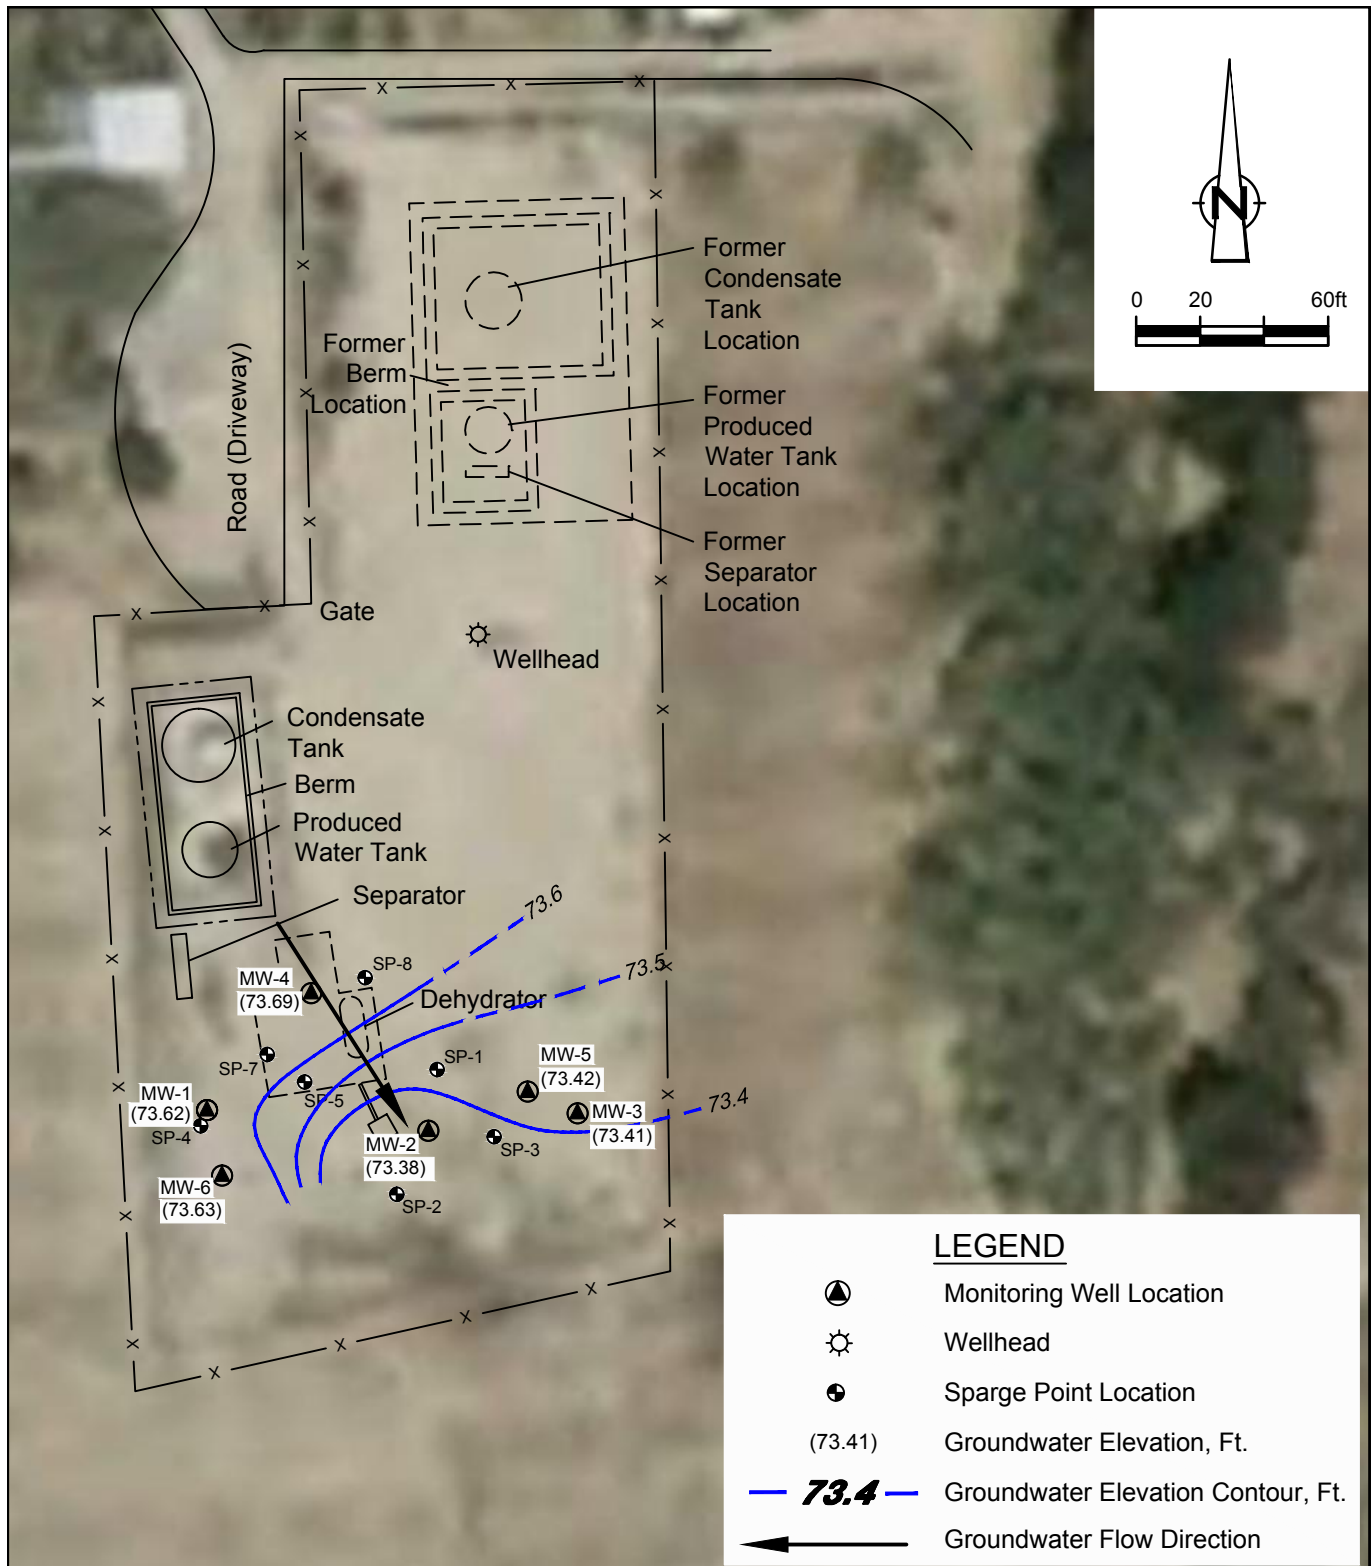 N
0 20 60ft
Former
Condensate
Tank
Location
Former
Berm
Location
Former
Produced
Water Tank
Location
Road (Driveway)
Former
Separator
Location
Gate
Wellhead
Condensate
Tank
Berm
Produced
Water Tank
Separator
73.6
73.5
73.4
SP-8
MW-4
(73.69)
Dehydrator
SP-7
SP-1
MW-5
(73.42)
SP-5
MW-1
(73.62)
SP-4
MW-3
(73.41)
MW-2
(73.38)
SP-3
MW-6
(73.63)
SP-2
LEGEND
Monitoring Well Location
Wellhead
Sparge Point Location
(73.41) Groundwater Elevation, Ft.
73.4 Groundwater Elevation Contour, Ft.
Groundwater Flow Direction